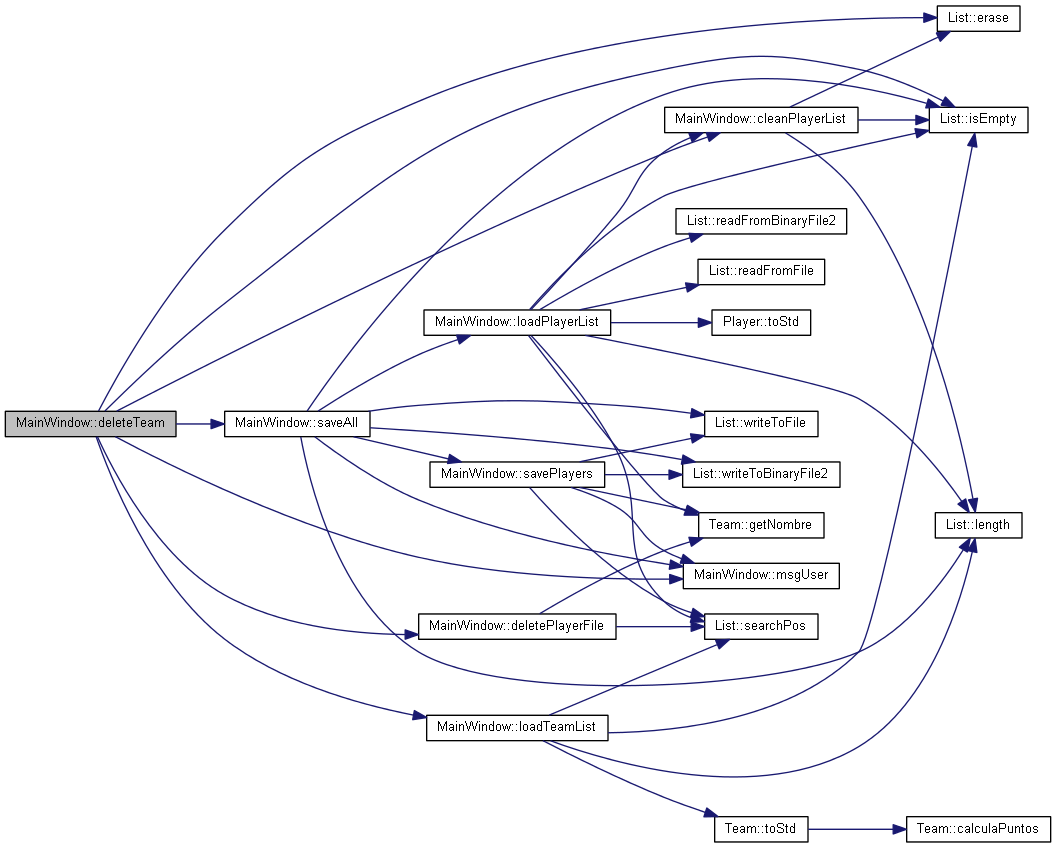 List::erase
MainWindow::cleanPlayerList
List::isEmpty
List::readFromBinaryFile2
List::readFromFile
MainWindow::loadPlayerList
Player::toStd
MainWindow::deleteTeam
MainWindow::saveAll
List::writeToFile
MainWindow::savePlayers
List::writeToBinaryFile2
Team::getNombre
List::length
MainWindow::msgUser
MainWindow::deletePlayerFile
List::searchPos
MainWindow::loadTeamList
Team::toStd
Team::calculaPuntos